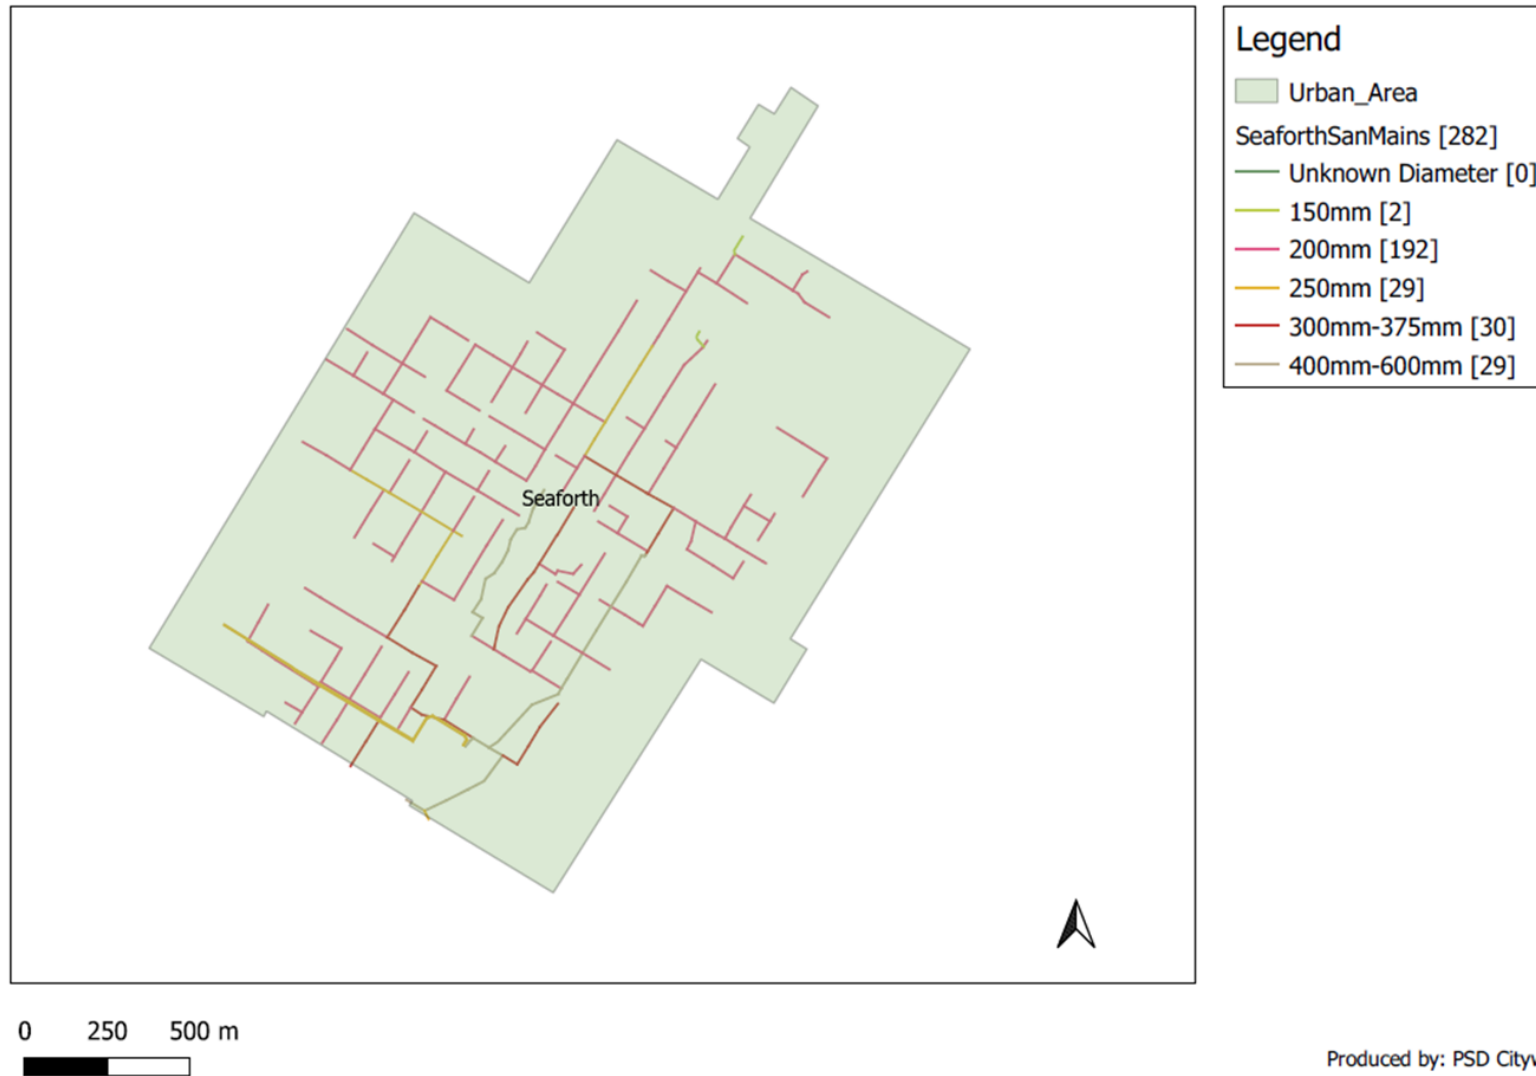 Legend
Urban_Area
SeaforthSanMains [282]
Unknown Diameter [0]
150mm [2]
200mm [192]
250mm [29]
300mm-375mm [30]
400mm-600mm [29]
Seaforth
0 250 500 m
Produced by: PSD